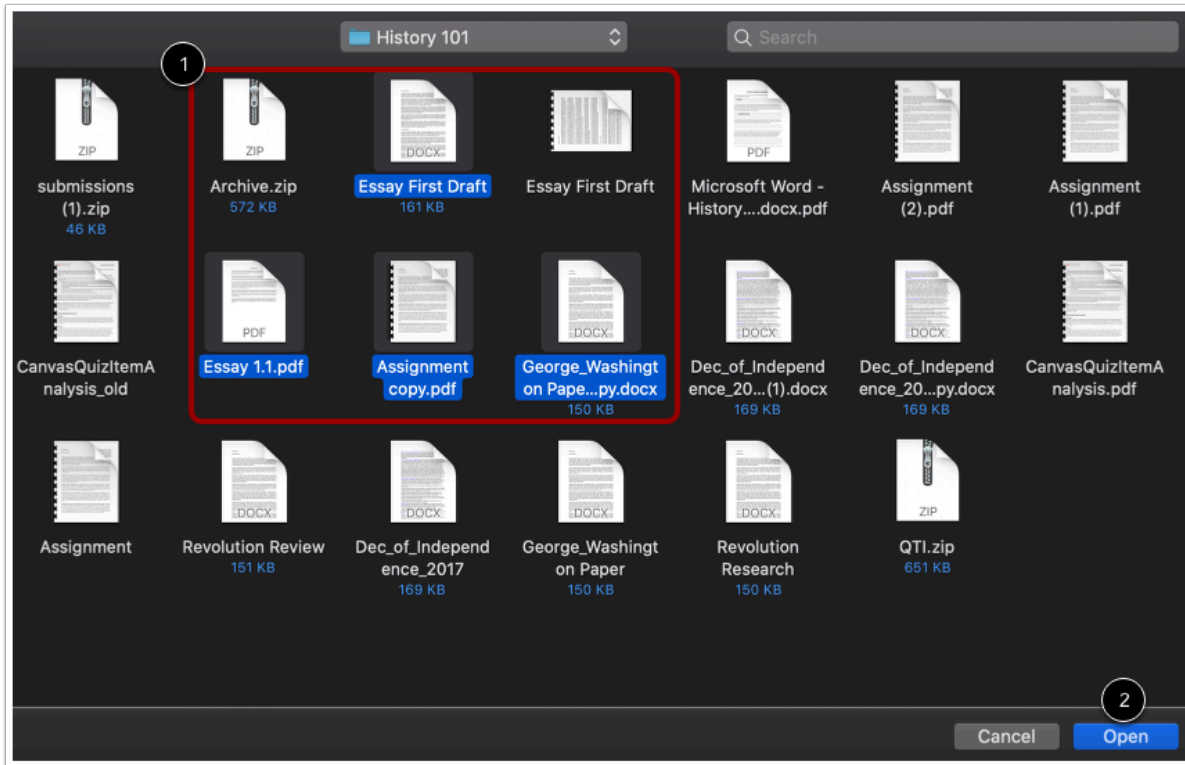 History 101
Search
1
ZIP
ZIP
DOCX
PDF
submissions
(1).zip
46 KB
Archive.zip
572 KB
Essay First Draft
161 KB
Essay First Draft
Microsoft Word -
History....docx.pdf
Assignment
(2).pdf
Assignment
(1).pdf
PDF
DOCX
DOCX
DOCX
CanvasQuizItemA
nalysis_old
Essay 1.1.pdf
Assignment
copy.pdf
George_Washingt
on Pape...py.docx
150 KB
Dec_of_Independ
ence_20...(1).docx
169 KB
Dec_of_Independ
ence_20...py.docx
169 KB
CanvasQuizItemA
nalysis.pdf
DOCX
DOCX
DOCX
DOCX
ZIP
Assignment
Revolution Review
151 KB
Dec_of_Independ
ence_2017
169 KB
George_Washingt
on Paper
150 KB
Revolution
Research
150 KB
QTI.zip
651 KB
2
Cancel
Open